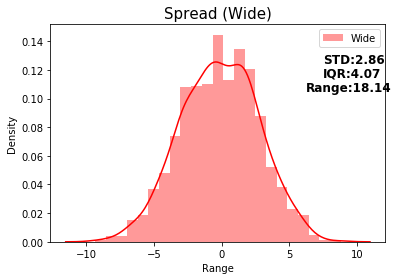 Spread (Wide)
Wide
STD:2.86
IQR:4.07
Range:18.14
Density
0.14
0.12
0.10
0.08
0.06
0.04
0.02
0.00
−10
−5
0
5
10
Range